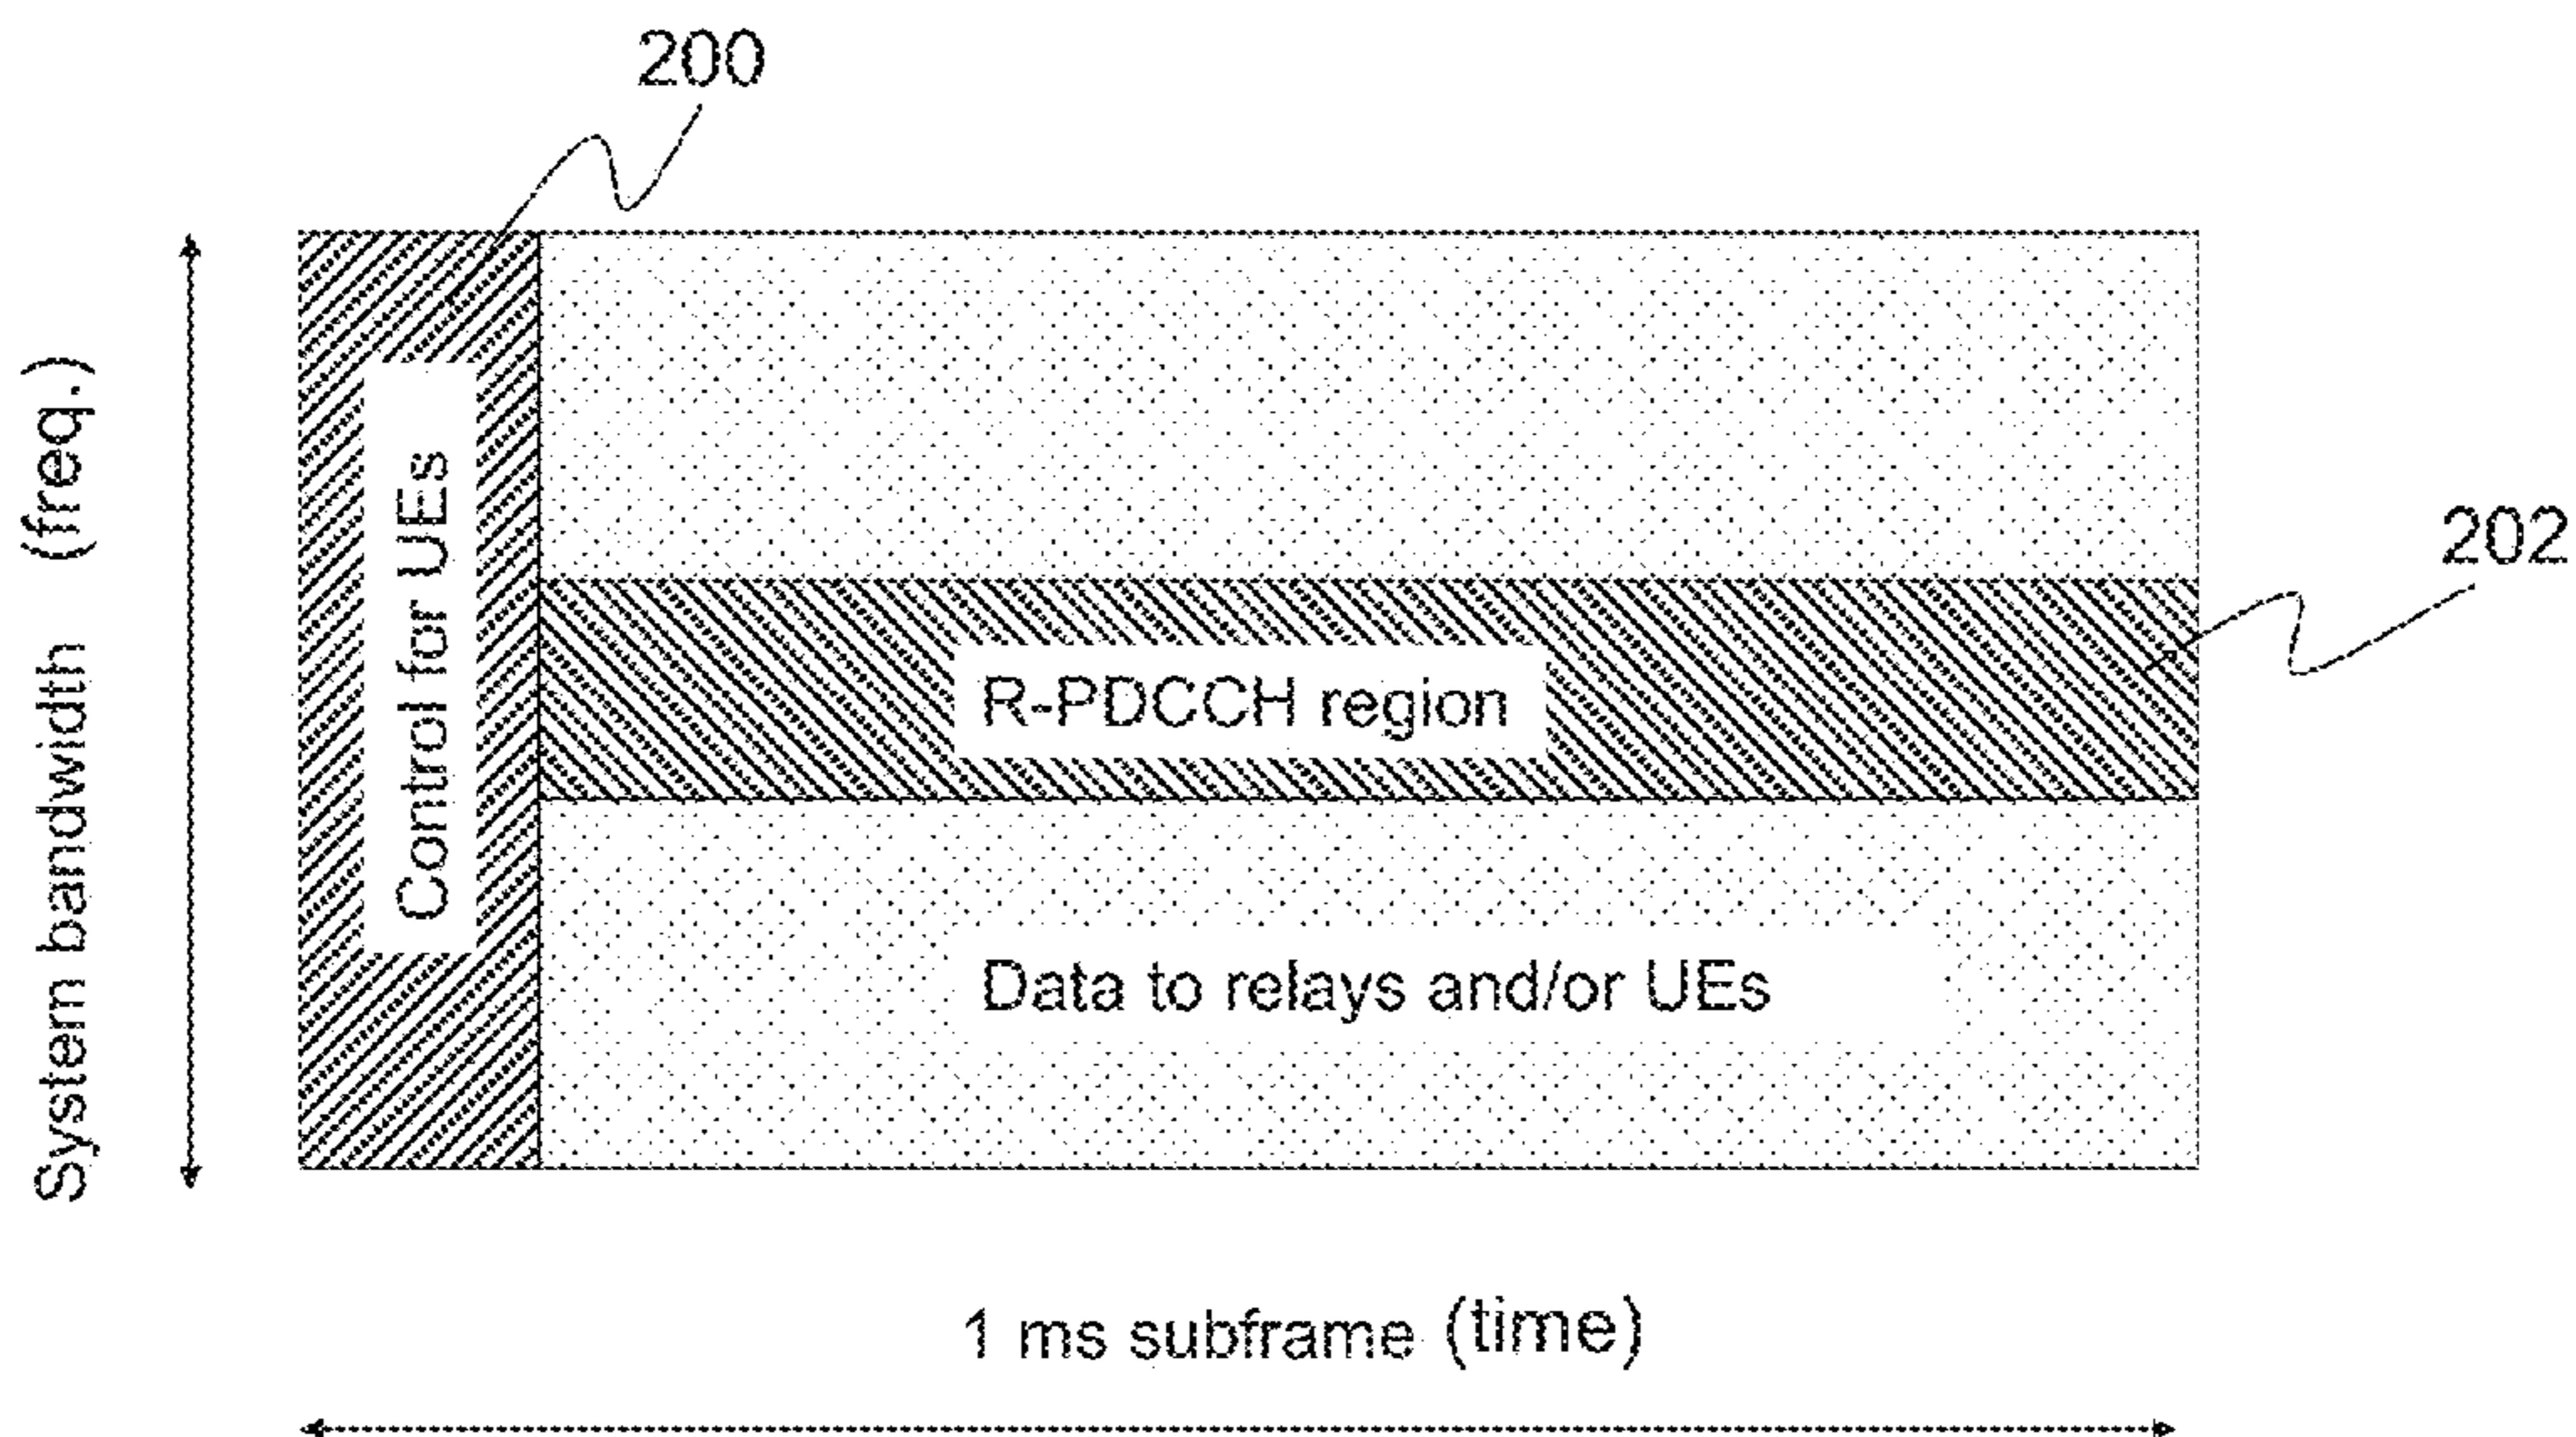 200
System bandwidth (freq.)
Control for UEs
202
R-PDCCH region
Data to relays and/or UEs
1 ms subframe (time)